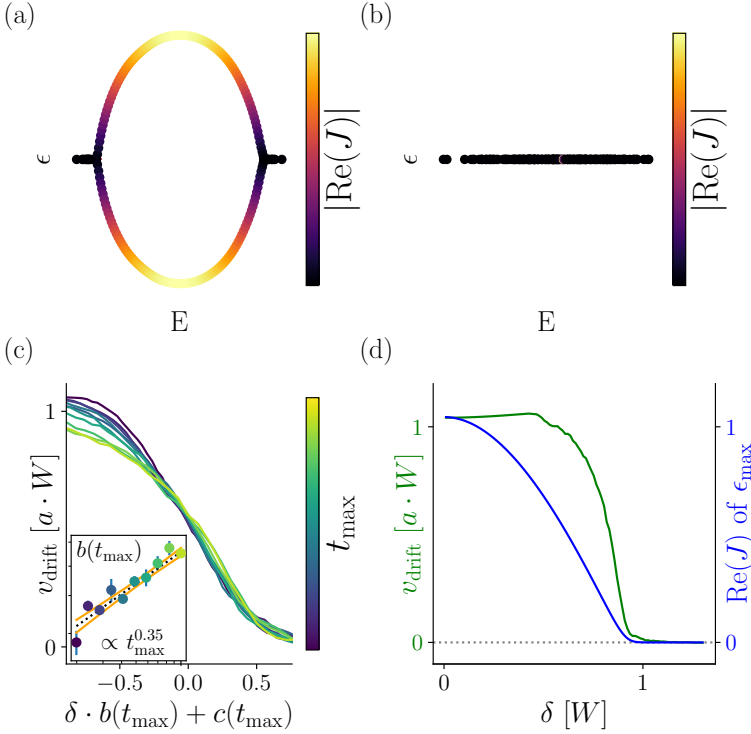 (a)
ϵ
E
|Re(J)|
(b)
ϵ
E
|Re(J)|
(c)
v_drift [a · W]
1
0
−0.5
0.0
0.5
δ · b(t_max) + c(t_max)
b(t_max)
∝ t_max^0.35
t_max
(d)
v_drift [a · W]
1
0
0
1
δ [W]
1
0
Re(J) of ϵ_max